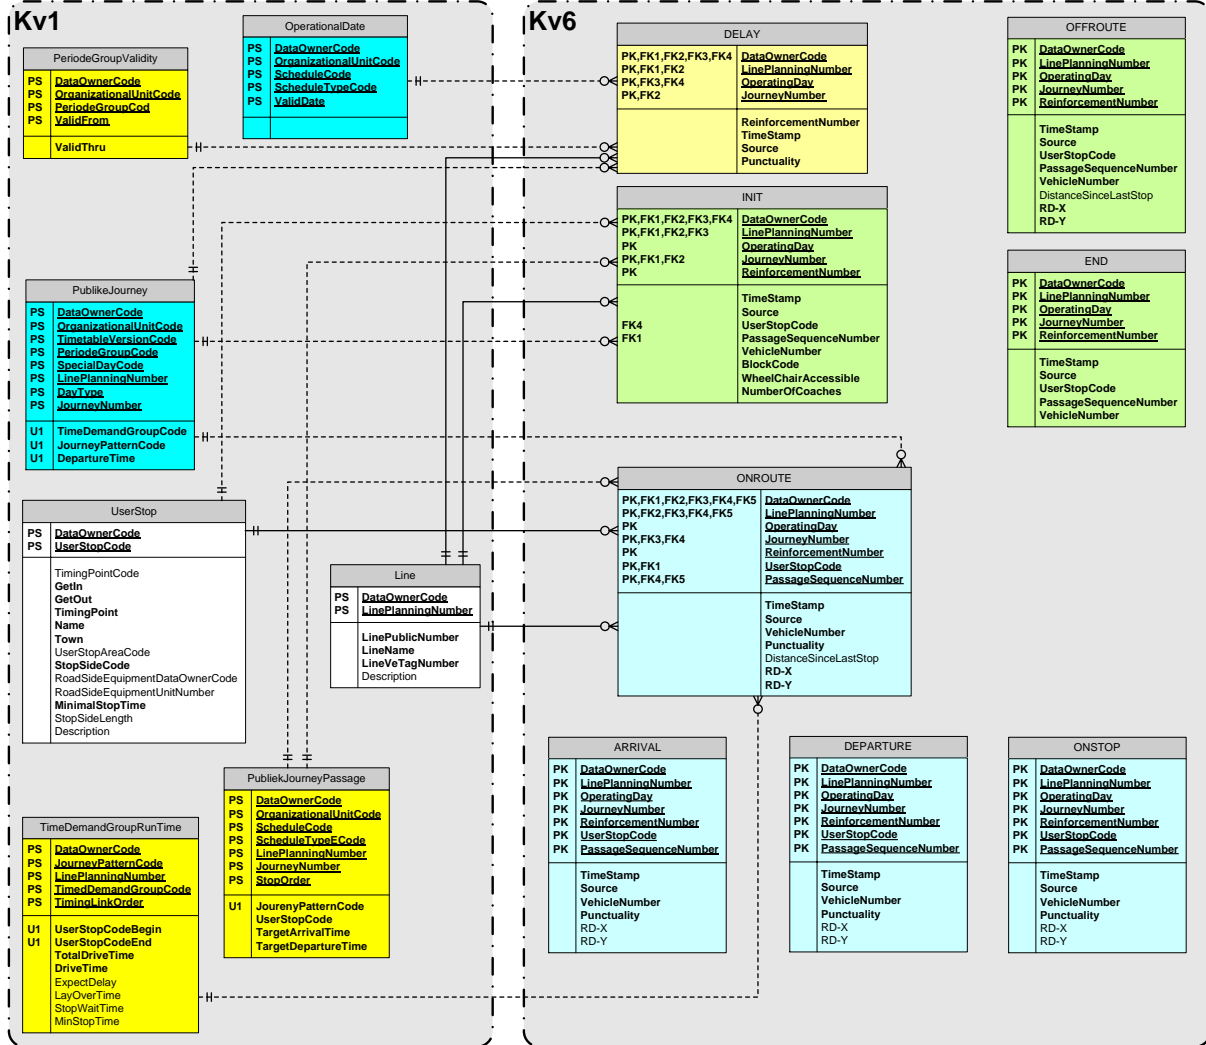 Kv1
OperationalDate
PS DataOwnerCode
PS OrganizationalUnitCode
PS ScheduleCode
PS ScheduleTypeCode
PS ValidDate
PeriodeGroupValidity
PS DataOwnerCode
PS OrganizationalUnitCode
PS PeriodeGroupCod
PS ValidFrom
ValidThru
PublikeJourney
PS DataOwnerCode
PS OrganizationalUnitCode
PS TimetableVersionCode
PS PeriodeGroupCode
PS SpecialDayCode
PS LinePlanningNumber
PS DayType
PS JourneyNumber
U1 TimeDemandGroupCode
U1 JourneyPatternCode
U1 DepartureTime
UserStop
PS DataOwnerCode
PS UserStopCode
TimingPointCode
GetIn
GetOut
TimingPoint
Name
Town
UserStopAreaCode
StopSideCode
RoadSideEquipmentDataOwnerCode
RoadSideEquipmentUnitNumber
MinimalStopTime
StopSideLength
Description
Line
PS DataOwnerCode
PS LinePlanningNumber
LinePublicNumber
LineName
LineVeTagNumber
Description
PubliekJourneyPassage
PS DataOwnerCode
PS OrganizationalUnitCode
PS ScheduleCode
PS ScheduleTypeECode
PS LinePlanningNumber
PS JourneyNumber
PS StopOrder
U1 JourenyPatternCode
UserStopCode
TargetArrivalTime
TargetDepartureTime
TimeDemandGroupRunTime
PS DataOwnerCode
PS JourneyPatternCode
PS LinePlanningNumber
PS TimedDemandGroupCode
PS TimingLinkOrder
U1 UserStopCodeBegin
U1 UserStopCodeEnd
TotalDriveTime
DriveTime
ExpectDelay
LayOverTime
StopWaitTime
MinStopTime
Kv6
DELAY
PK,FK1,FK2,FK3,FK4 DataOwnerCode
PK,FK1,FK2 LinePlanningNumber
PK,FK3,FK4 OperatingDay
PK,FK2 JourneyNumber
ReinforcementNumber
TimeStamp
Source
Punctuality
INIT
PK,FK1,FK2,FK3,FK4 DataOwnerCode
PK,FK1,FK2,FK3 LinePlanningNumber
PK OperatingDay
PK,FK1,FK2 JourneyNumber
PK ReinforcementNumber
TimeStamp
Source
FK4 UserStopCode
FK1 PassageSequenceNumber
VehicleNumber
BlockCode
WheelChairAccessible
NumberOfCoaches
OFFROUTE
PK DataOwnerCode
PK LinePlanningNumber
PK OperatingDay
PK JourneyNumber
PK ReinforcementNumber
TimeStamp
Source
UserStopCode
PassageSequenceNumber
VehicleNumber
DistanceSinceLastStop
RD-X
RD-Y
END
PK DataOwnerCode
PK LinePlanningNumber
PK OperatingDay
PK JourneyNumber
PK ReinforcementNumber
TimeStamp
Source
UserStopCode
PassageSequenceNumber
VehicleNumber
ONROUTE
PK,FK1,FK2,FK3,FK4,FK5 DataOwnerCode
PK,FK2,FK3,FK4,FK5 LinePlanningNumber
PK OperatingDay
PK,FK3,FK4 JourneyNumber
PK ReinforcementNumber
PK,FK1 UserStopCode
PK,FK4,FK5 PassageSequenceNumber
TimeStamp
Source
VehicleNumber
Punctuality
DistanceSinceLastStop
RD-X
RD-Y
ARRIVAL
PK DataOwnerCode
PK LinePlanningNumber
PK OperatingDay
PK JourneyNumber
PK ReinforcementNumber
PK UserStopCode
PK PassageSequenceNumber
TimeStamp
Source
VehicleNumber
Punctuality
RD-X
RD-Y
DEPARTURE
PK DataOwnerCode
PK LinePlanningNumber
PK OperatingDay
PK JourneyNumber
PK ReinforcementNumber
PK UserStopCode
PK PassageSequenceNumber
TimeStamp
Source
VehicleNumber
Punctuality
RD-X
RD-Y
ONSTOP
PK DataOwnerCode
PK LinePlanningNumber
PK OperatingDay
PK JourneyNumber
PK ReinforcementNumber
PK UserStopCode
PK PassageSequenceNumber
TimeStamp
Source
VehicleNumber
Punctuality
RD-X
RD-Y